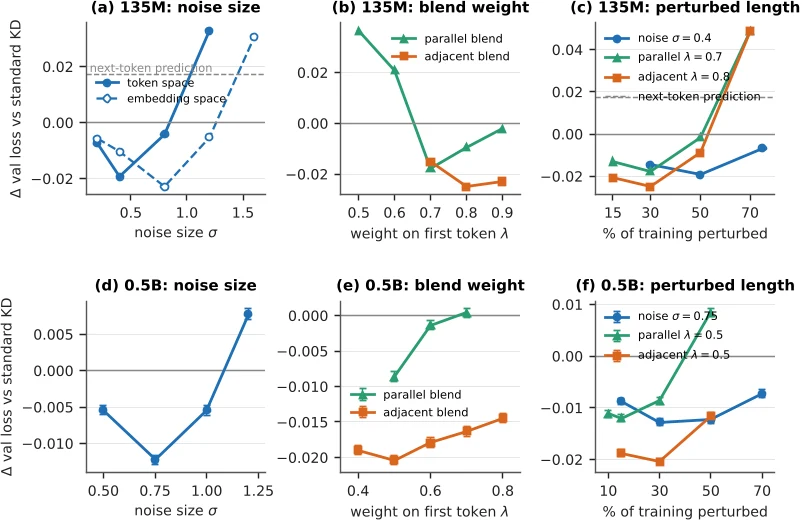 (a) 135M: noise size
Δ val loss vs standard KD
0.02
0.00
−0.02
next-token prediction
token space
embedding space
0.5
1.0
1.5
noise size σ
(b) 135M: blend weight
0.02
0.00
−0.02
parallel blend
adjacent blend
0.5
0.6
0.7
0.8
0.9
weight on first token λ
(c) 135M: perturbed length
0.04
0.02
0.00
−0.02
noise σ = 0.4
parallel λ = 0.7
adjacent λ = 0.8
next-token prediction
15
30
50
70
% of training perturbed
(d) 0.5B: noise size
Δ val loss vs standard KD
0.005
0.000
−0.005
−0.010
0.50
0.75
1.00
1.25
noise size σ
(e) 0.5B: blend weight
0.000
−0.005
−0.010
−0.015
−0.020
parallel blend
adjacent blend
0.4
0.6
0.8
weight on first token λ
(f) 0.5B: perturbed length
0.01
0.00
−0.01
−0.02
noise σ = 0.75
parallel λ = 0.5
adjacent λ = 0.5
10
30
50
70
% of training perturbed